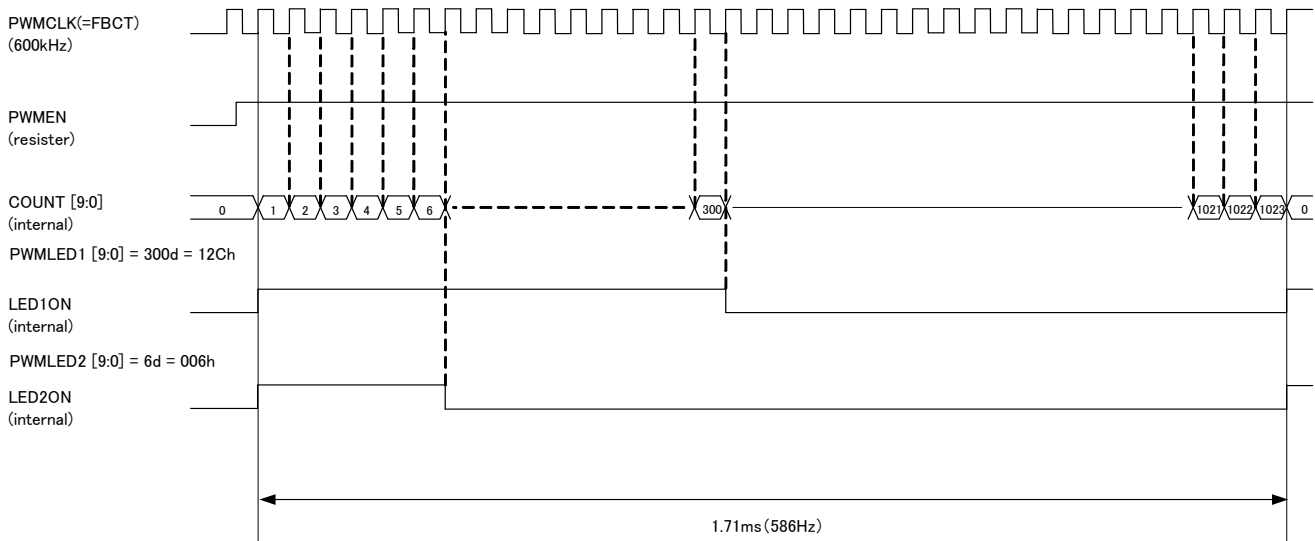 PWMCLK(=FBCT)
(600kHz)
PWMEN
(resister)
COUNT [9:0]
(internal)
0 1 2 3 4 5 6 300 1021 1022 1023 0
PWMLED1 [9:0] = 300d = 12Ch
LED1ON
(internal)
PWMLED2 [9:0] = 6d = 006h
LED2ON
(internal)
1.71ms(586Hz)